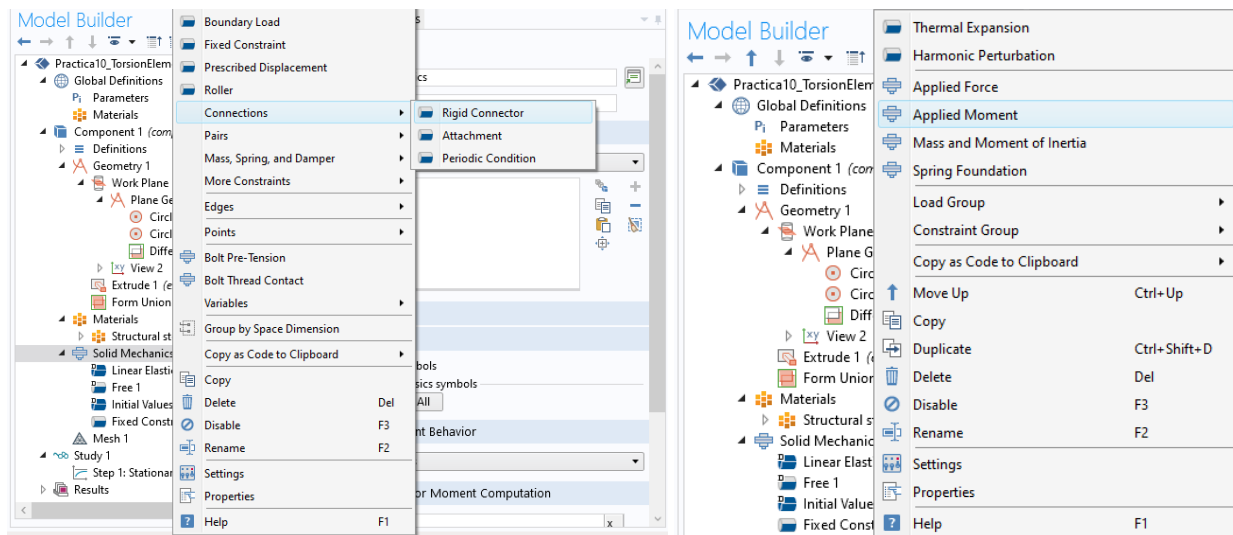 Model Builder
Practica10_TorsionElem
Global Definitions
Pi Parameters
Materials
Component 1 (com
Definitions
Geometry 1
Work Plane
Plane Ge
Circl
Circl
Diffe
View 2
Extrude 1 (e
Form Union
Materials
Structural st
Solid Mechanics
Linear Elasti
Free 1
Initial Values
Fixed Constr
Mesh 1
Study 1
Step 1: Stationar
Results
Boundary Load
Fixed Constraint
Prescribed Displacement
Roller
Connections
Pairs
Mass, Spring, and Damper
More Constraints
Edges
Points
Bolt Pre-Tension
Bolt Thread Contact
Variables
Group by Space Dimension
Copy as Code to Clipboard
Copy
Delete Del
Disable F3
Rename F2
Settings
Properties
Help F1
Rigid Connector
Attachment
Periodic Condition
s
cs
bols
sics symbols
All
nt Behavior
or Moment Computation
x
Model Builder
Practica10_TorsionElem
Global Definitions
Pi Parameters
Materials
Component 1 (com
Definitions
Geometry 1
Work Plane
Plane G
Circ
Circ
Diff
View 2
Extrude 1 (e
Form Union
Materials
Structural s
Solid Mechanic
Linear Elast
Free 1
Initial Value
Fixed Const
Thermal Expansion
Harmonic Perturbation
Applied Force
Applied Moment
Mass and Moment of Inertia
Spring Foundation
Load Group
Constraint Group
Copy as Code to Clipboard
Move Up Ctrl+Up
Copy
Duplicate Ctrl+Shift+D
Delete Del
Disable F3
Rename F2
Settings
Properties
Help F1